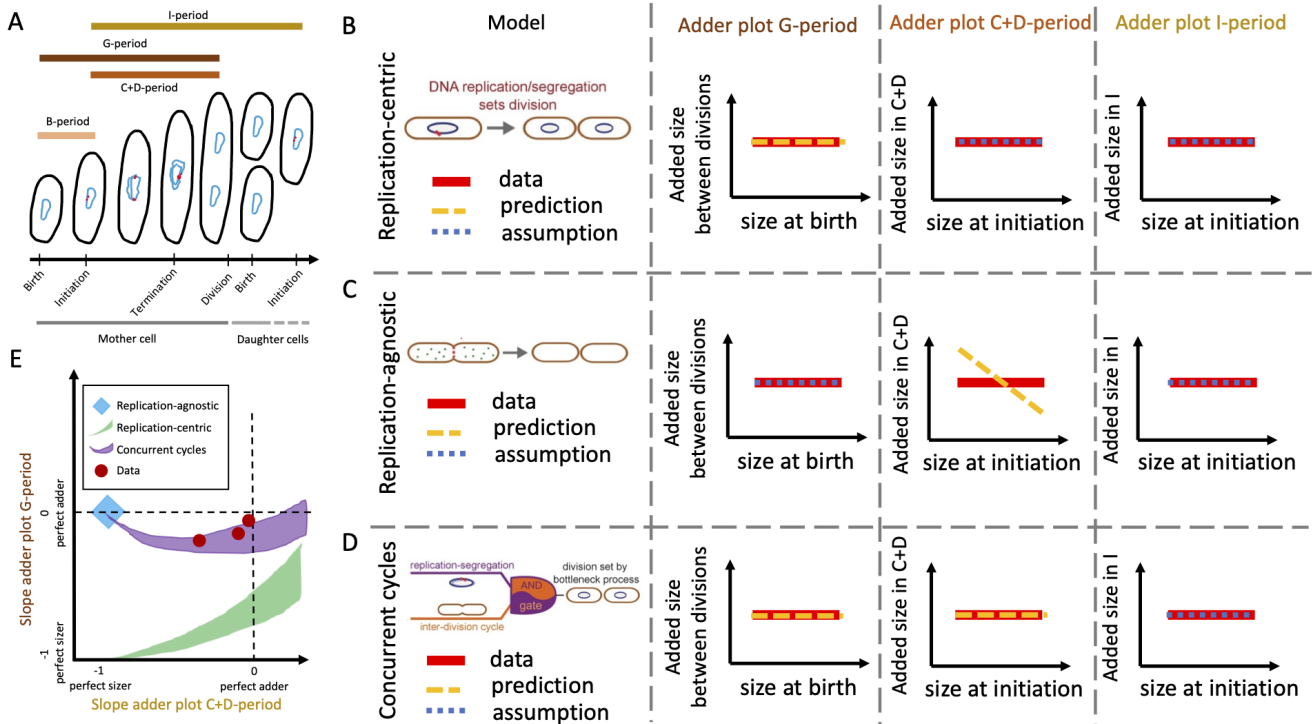 A
I-period
G-period
C+D-period
B-period
Birth
Initiation
Termination
Division
Birth
Initiation
Mother cell
Daughter cells
B
Model
Adder plot G-period
Adder plot C+D-period
Adder plot I-period
Replication-centric
DNA replication/segregation
sets division
data
prediction
assumption
Added size
between divisions
size at birth
Added size in C+D
size at initiation
Added size in I
size at initiation
C
Replication-agnostic
data
prediction
assumption
Added size
between divisions
size at birth
Added size in C+D
size at initiation
Added size in I
size at initiation
D
Concurrent cycles
replication-segregation
AND
gate
inter-division cycle
division set by
bottleneck process
data
prediction
assumption
Added size
between divisions
size at birth
Added size in C+D
size at initiation
Added size in I
size at initiation
E
Replication-agnostic
Replication-centric
Concurrent cycles
Data
Slope adder plot G-period
0
perfect adder
-1
perfect sizer
-1
perfect sizer
0
perfect adder
Slope adder plot C+D-period